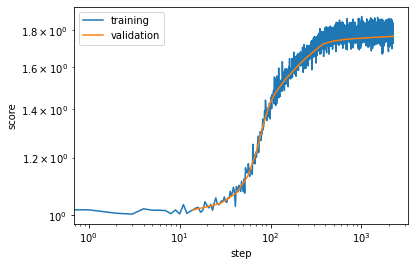 training
validation
1.8 × 10⁰
1.6 × 10⁰
1.4 × 10⁰
1.2 × 10⁰
10⁰
score
10⁰ 10¹ 10² 10³
step